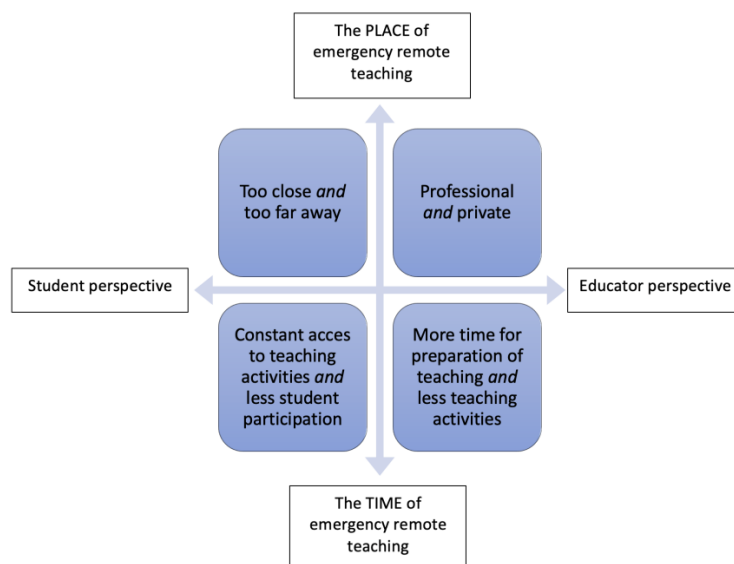 The PLACE of
emergency remote
teaching
Too close and
too far away
Professional
and private
Student perspective
Educator perspective
Constant acces
to teaching
activities and
less student
participation
More time for
preparation of
teaching and
less teaching
activities
The TIME of
emergency remote
teaching